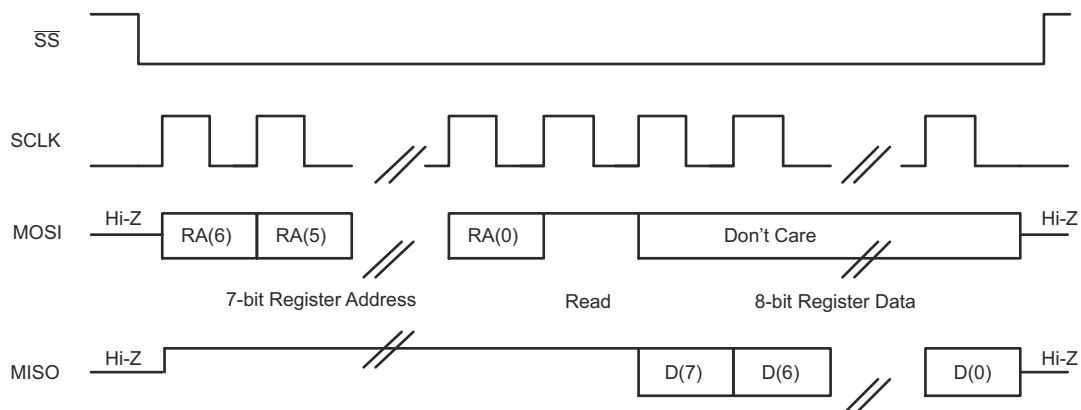 SS
SCLK
MOSI Hi-Z RA(6) RA(5) RA(0) Don't Care Hi-Z
7-bit Register Address Read 8-bit Register Data
MISO Hi-Z D(7) D(6) D(0) Hi-Z